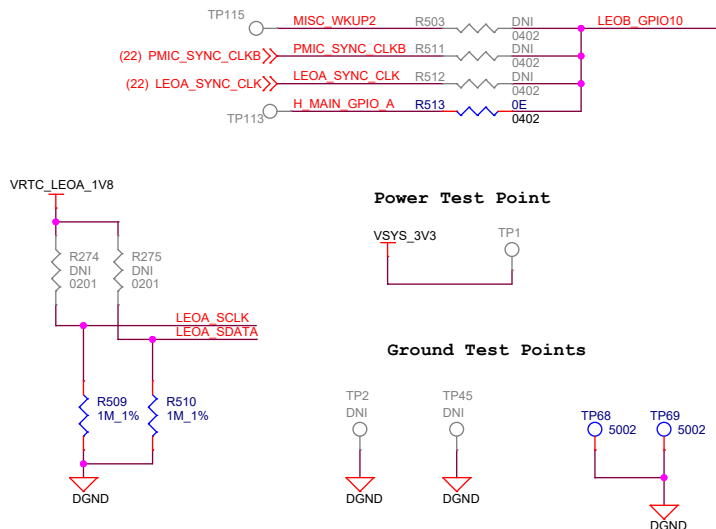 TP115 MISC_WKUP2 R503 DNI LEOB_GPIO10
0402
(22) PMIC_SYNC_CLKB PMIC_SYNC_CLKB R511 DNI
0402
(22) LEOA_SYNC_CLK LEOA_SYNC_CLK R512 DNI
0402
TP113 H_MAIN_GPIO_A R513 0E
0402
VRTC_LEOA_1V8
R274
DNI
0201
R275
DNI
0201
LEOA_SCLK
LEOA_SDATA
R509
1M_1%
R510
1M_1%
DGND
Power Test Point
VSYS_3V3
TP1
Ground Test Points
TP2
DNI
DGND
TP45
DNI
DGND
TP68
5002
TP69
5002
DGND